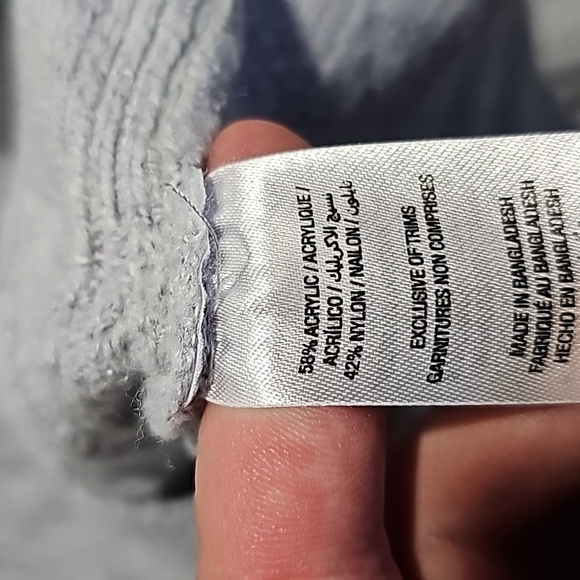 58% ACRYLIC / ACRYLIQUE /
ACRÍLICO / نسيج الاكريليك
42% NYLON / NAILON / نايلون
EXCLUSIVE OF TRIMS
GARNITURES NON COMPRISES
MADE IN BANGLADESH
FABRIQUÉ AU BANGLADESH
HECHO EN BANGLADESH